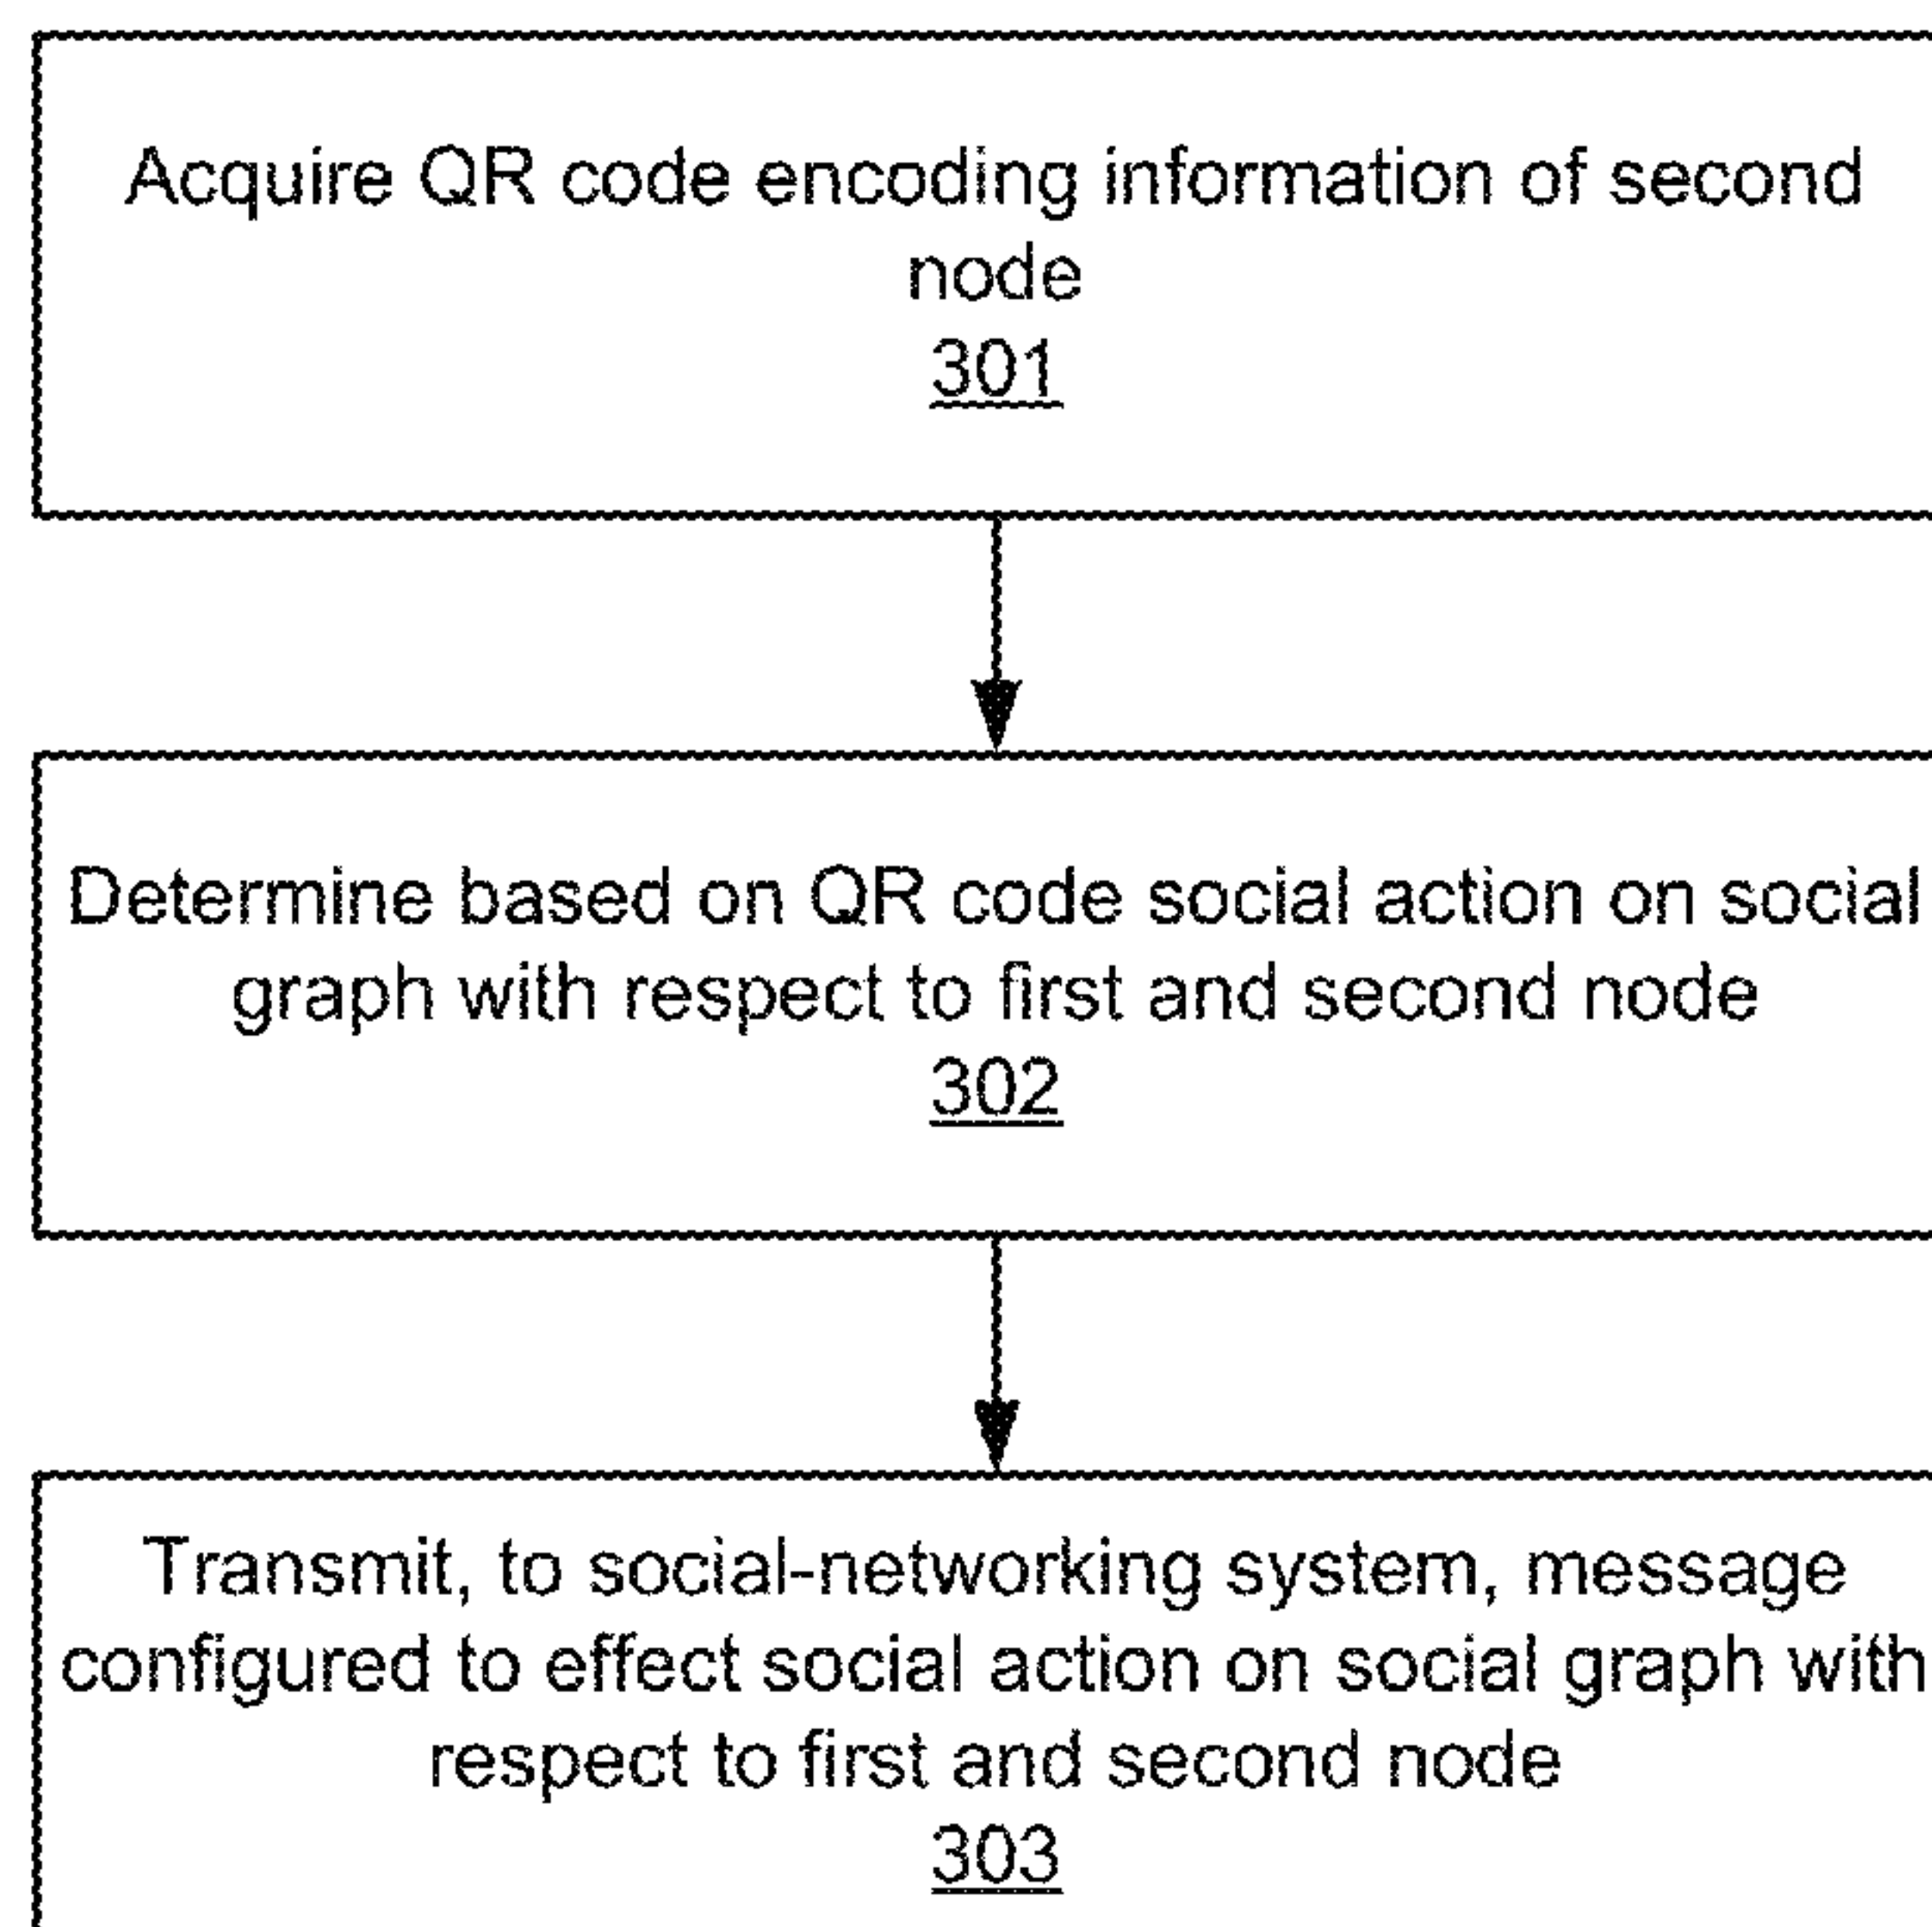 Acquire QR code encoding information of second
node
301
Determine based on QR code social action on social
graph with respect to first and second node
302
Transmit, to social-networking system, message
configured to effect social action on social graph with
respect to first and second node
303